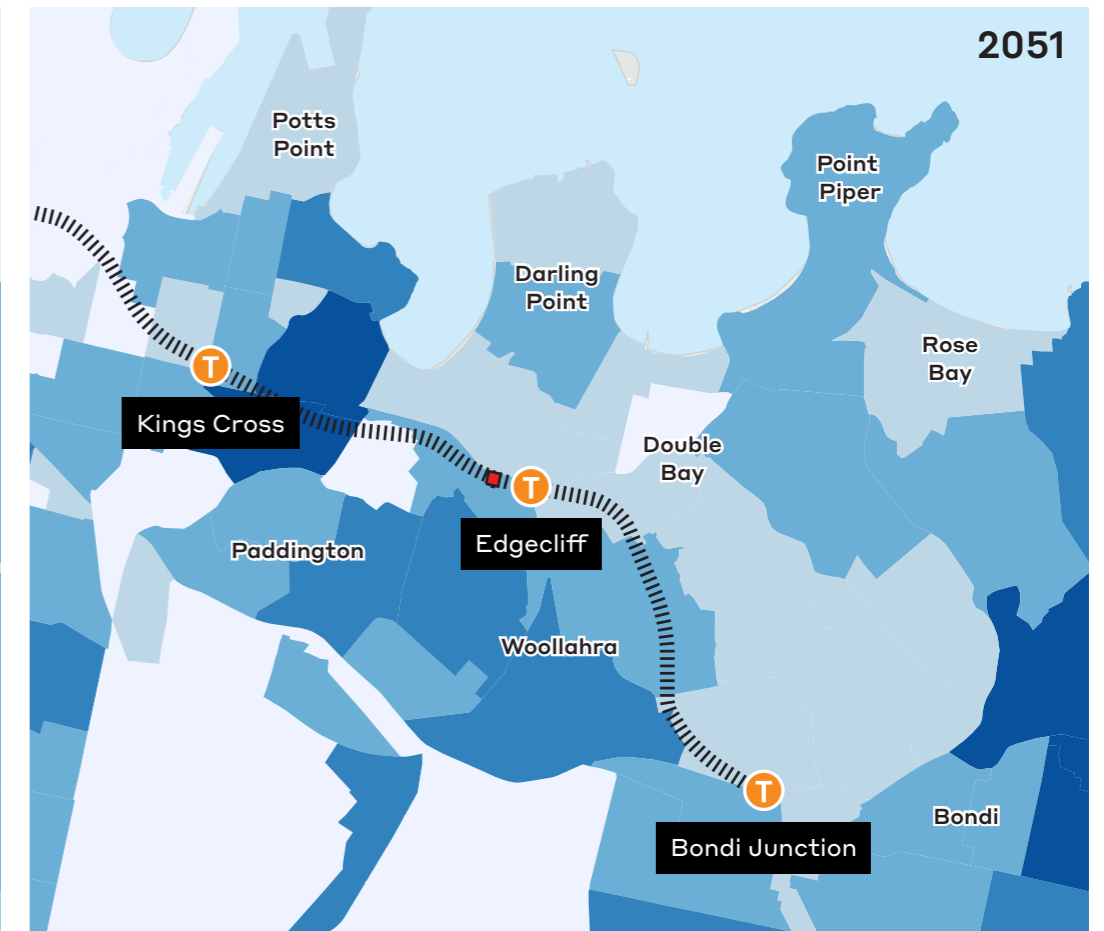 2051
Potts
Point
Point
Piper
Darling
Point
Rose
Bay
T
Kings Cross
Double
Bay
T
Edgecliff
Paddington
Woollahra
T
Bondi Junction
Bondi